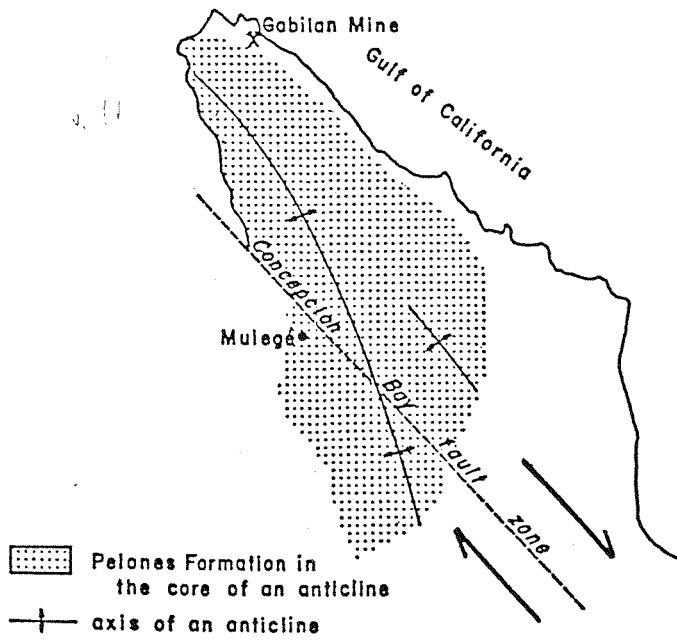 Gabilan Mine
Gulf of California
Concepción Bay fault zone
Mulegé
Pelones Formation in
the core of an anticline
axis of an anticline